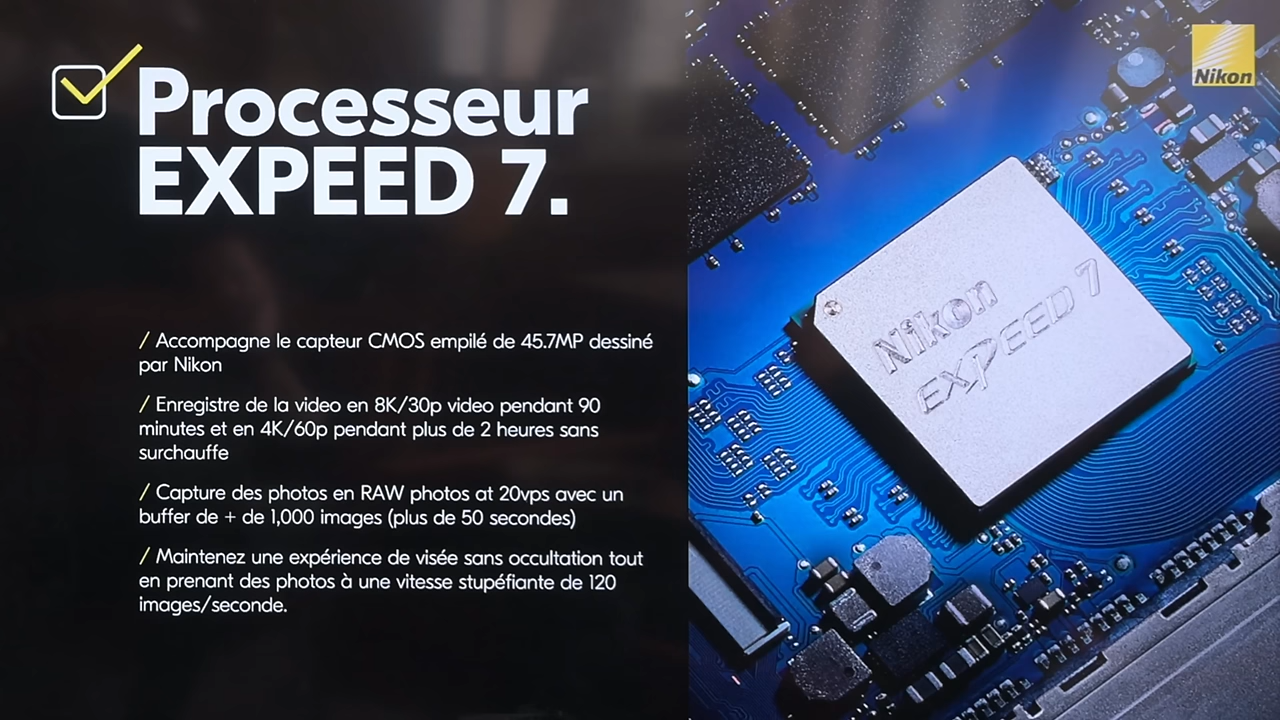 Processeur
EXPEED 7.
/ Accompagne le capteur CMOS empilé de 45.7MP dessiné
par Nikon
/ Enregistre de la video en 8K/30p video pendant 90
minutes et en 4K/60p pendant plus de 2 heures sans
surchauffe
/ Capture des photos en RAW photos at 20vps avec un
buffer de + de 1,000 images (plus de 50 secondes)
/ Maintenez une expérience de visée sans occultation tout
en prenant des photos à une vitesse stupéfiante de 120
images/seconde.
Nikon
Nikon
EXPEED 7